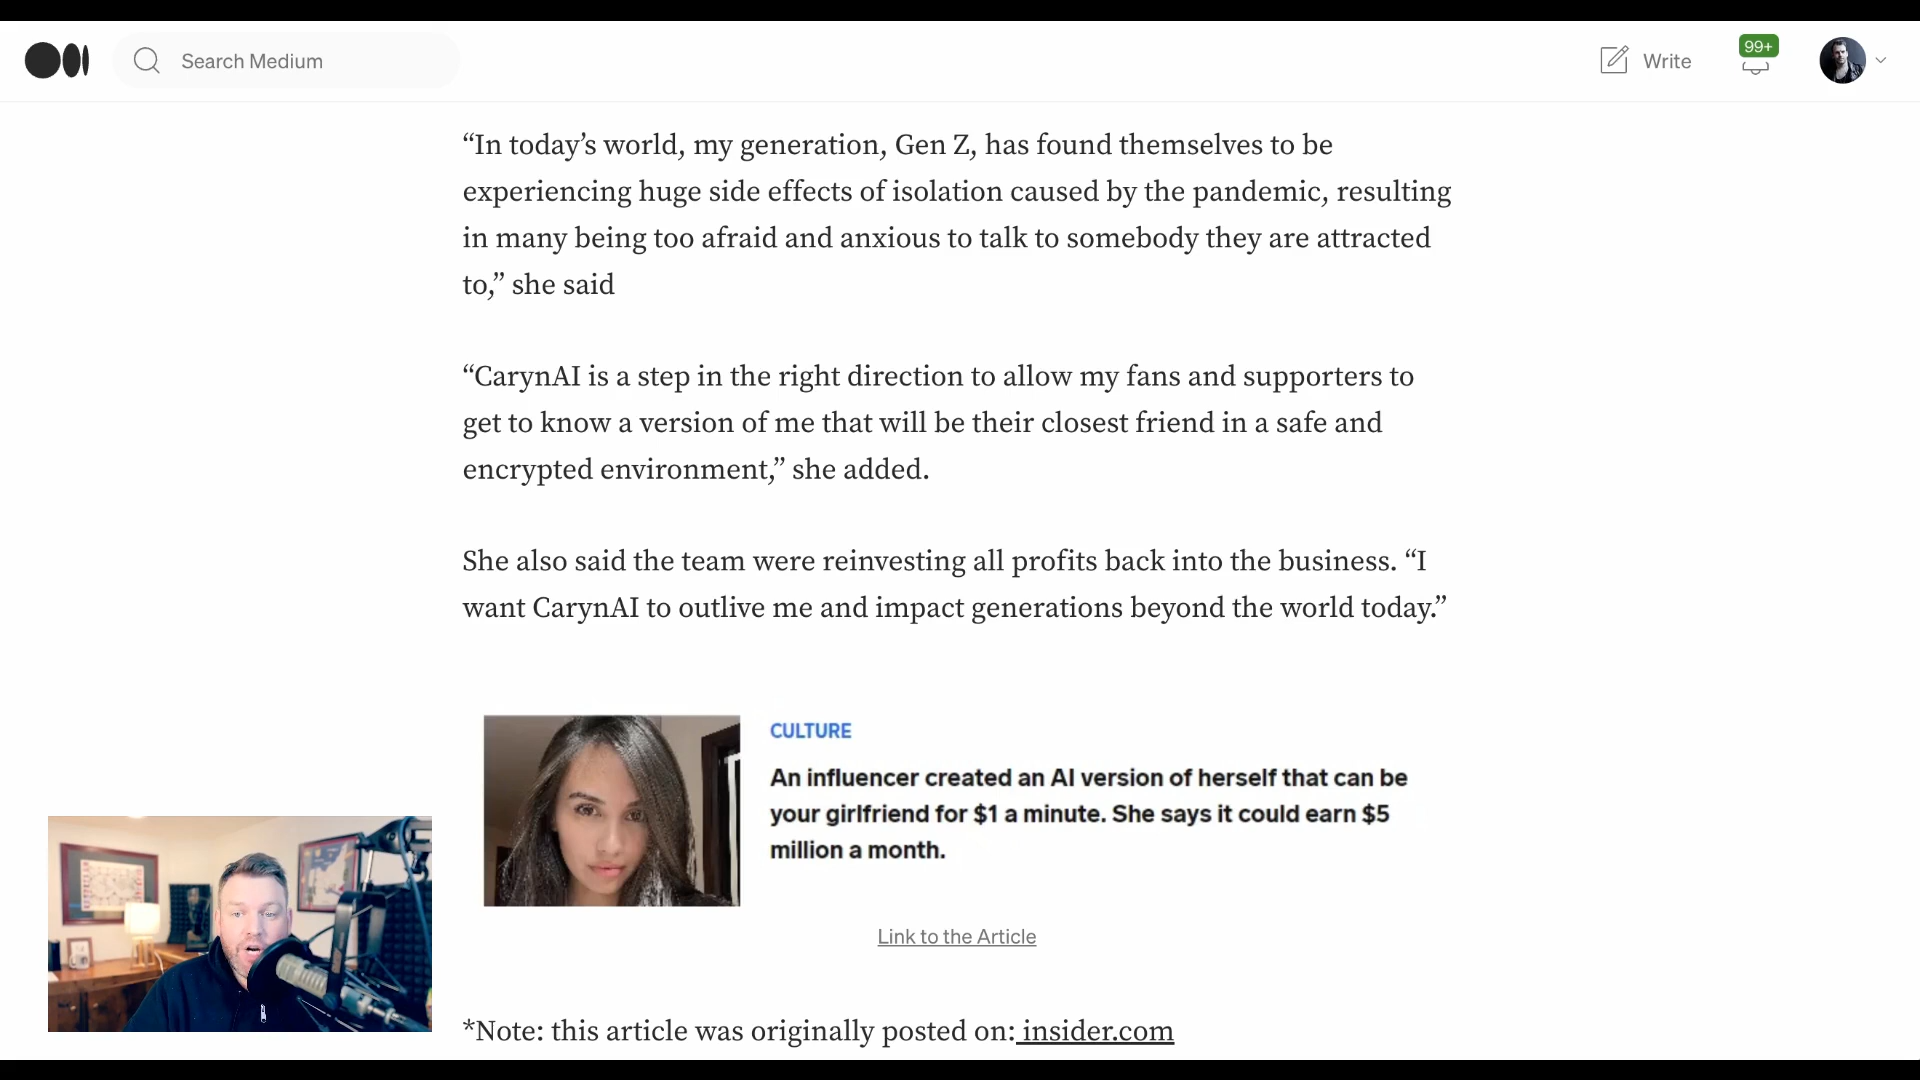 Search Medium
Write
99+
“In today’s world, my generation, Gen Z, has found themselves to be
experiencing huge side effects of isolation caused by the pandemic, resulting
in many being too afraid and anxious to talk to somebody they are attracted
to,” she said
“CarynAI is a step in the right direction to allow my fans and supporters to
get to know a version of me that will be their closest friend in a safe and
encrypted environment,” she added.
She also said the team were reinvesting all profits back into the business. “I
want CarynAI to outlive me and impact generations beyond the world today.”
CULTURE
An influencer created an AI version of herself that can be
your girlfriend for $1 a minute. She says it could earn $5
million a month.
Link to the Article
*Note: this article was originally posted on: insider.com